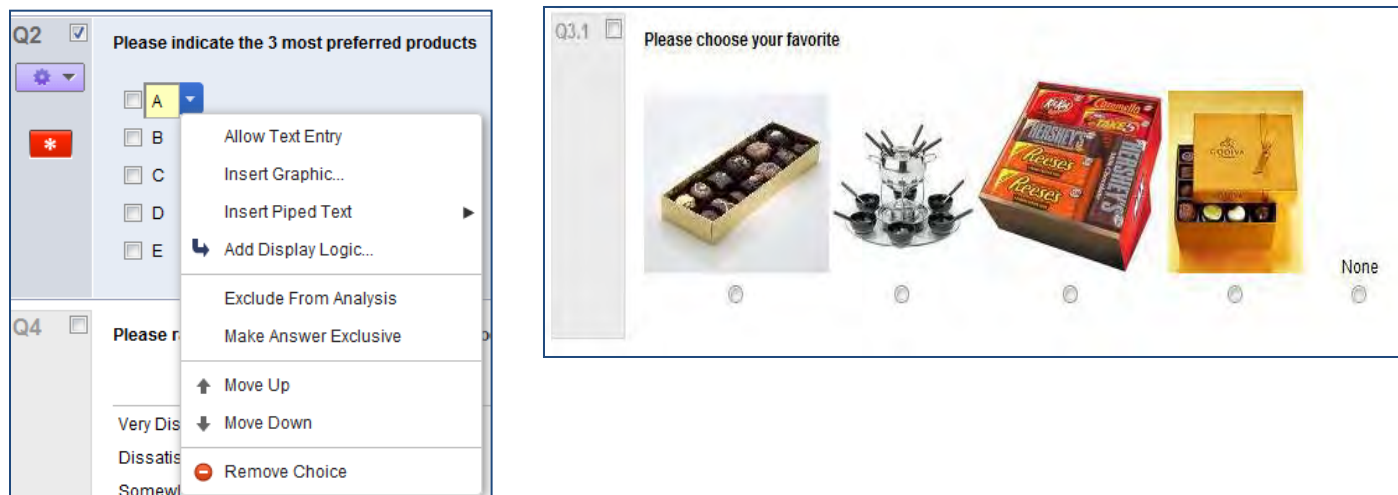 Q2
Please indicate the 3 most preferred products
A
B
C
D
E
Allow Text Entry
Insert Graphic...
Insert Piped Text
Add Display Logic...
Exclude From Analysis
Make Answer Exclusive
Move Up
Move Down
Remove Choice
Q4
Please r
Very Dis
Dissatis
Somew
Q3.1
Please choose your favorite
KitKat
Caramello
TAKE5
HERSHEY'S
Reese's
Reese's
HERSHEY'S
GODIVA
None